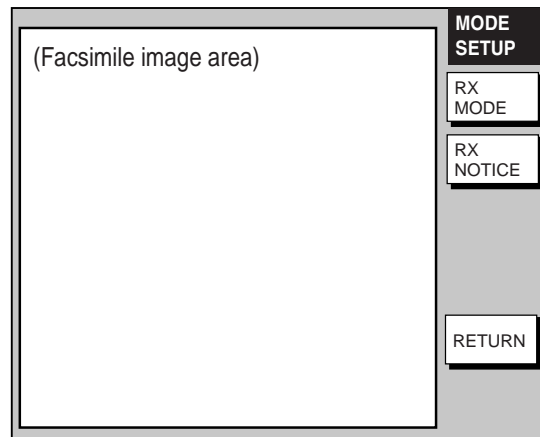 (Facsimile image area)
MODE
SETUP
RX
MODE
RX
NOTICE
RETURN